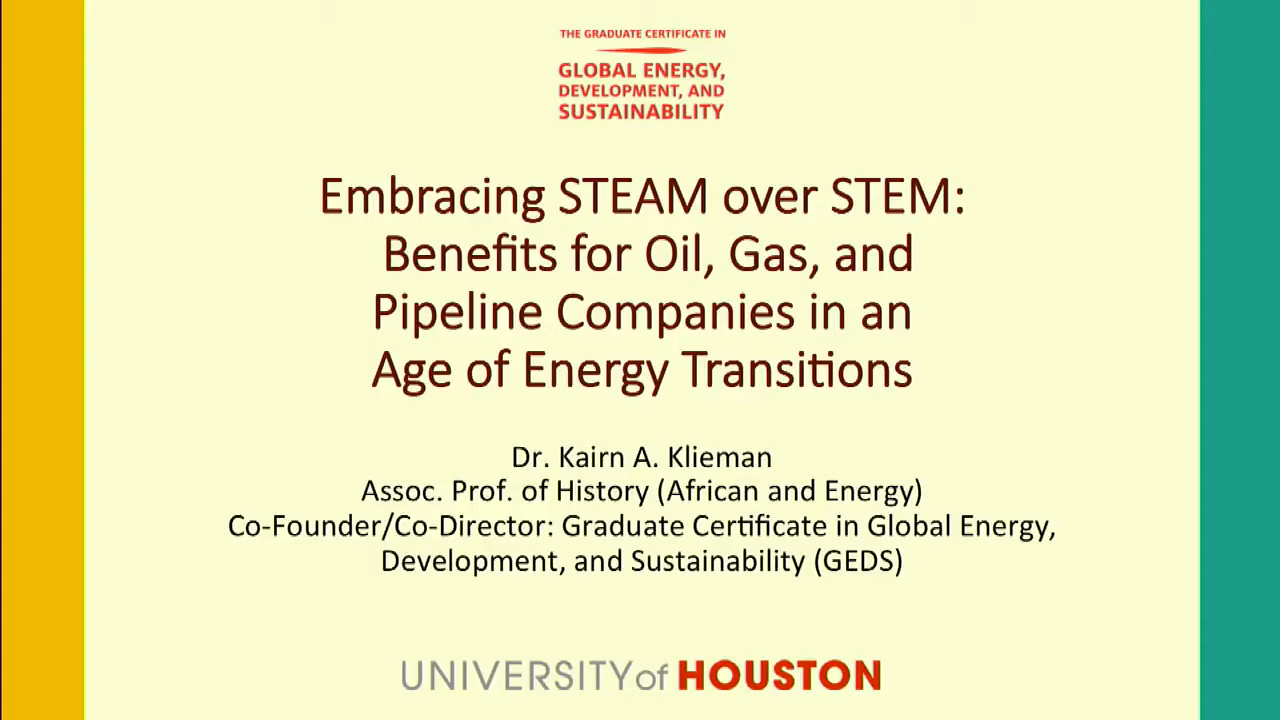 THE GRADUATE CERTIFICATE IN
GLOBAL ENERGY,
DEVELOPMENT, AND
SUSTAINABILITY
Embracing STEAM over STEM:
Benefits for Oil, Gas, and
Pipeline Companies in an
Age of Energy Transitions
Dr. Kairn A. Klieman
Assoc. Prof. of History (African and Energy)
Co-Founder/Co-Director: Graduate Certificate in Global Energy,
Development, and Sustainability (GEDS)
UNIVERSITY of HOUSTON